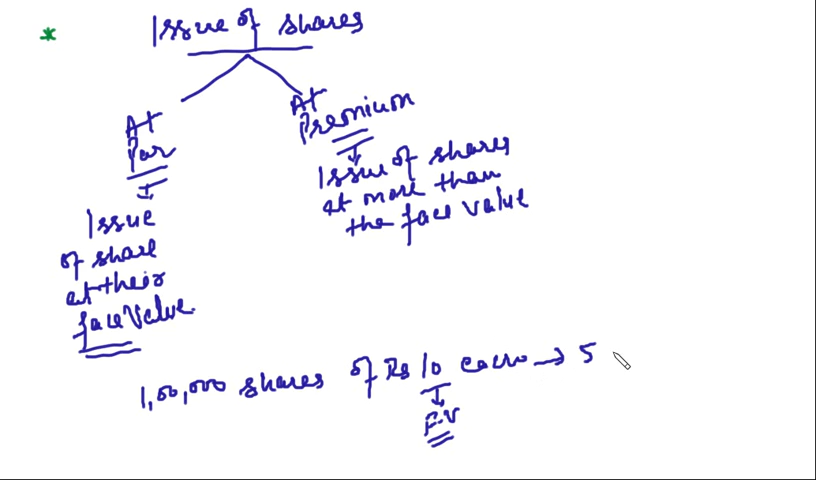 * Issue of shares
At
Par
Issue
of share
at their
face Value.
At
Premium
Issue of shares
at more than
the face value
1,00,000 shares of Rs 10 each → 5
F.V